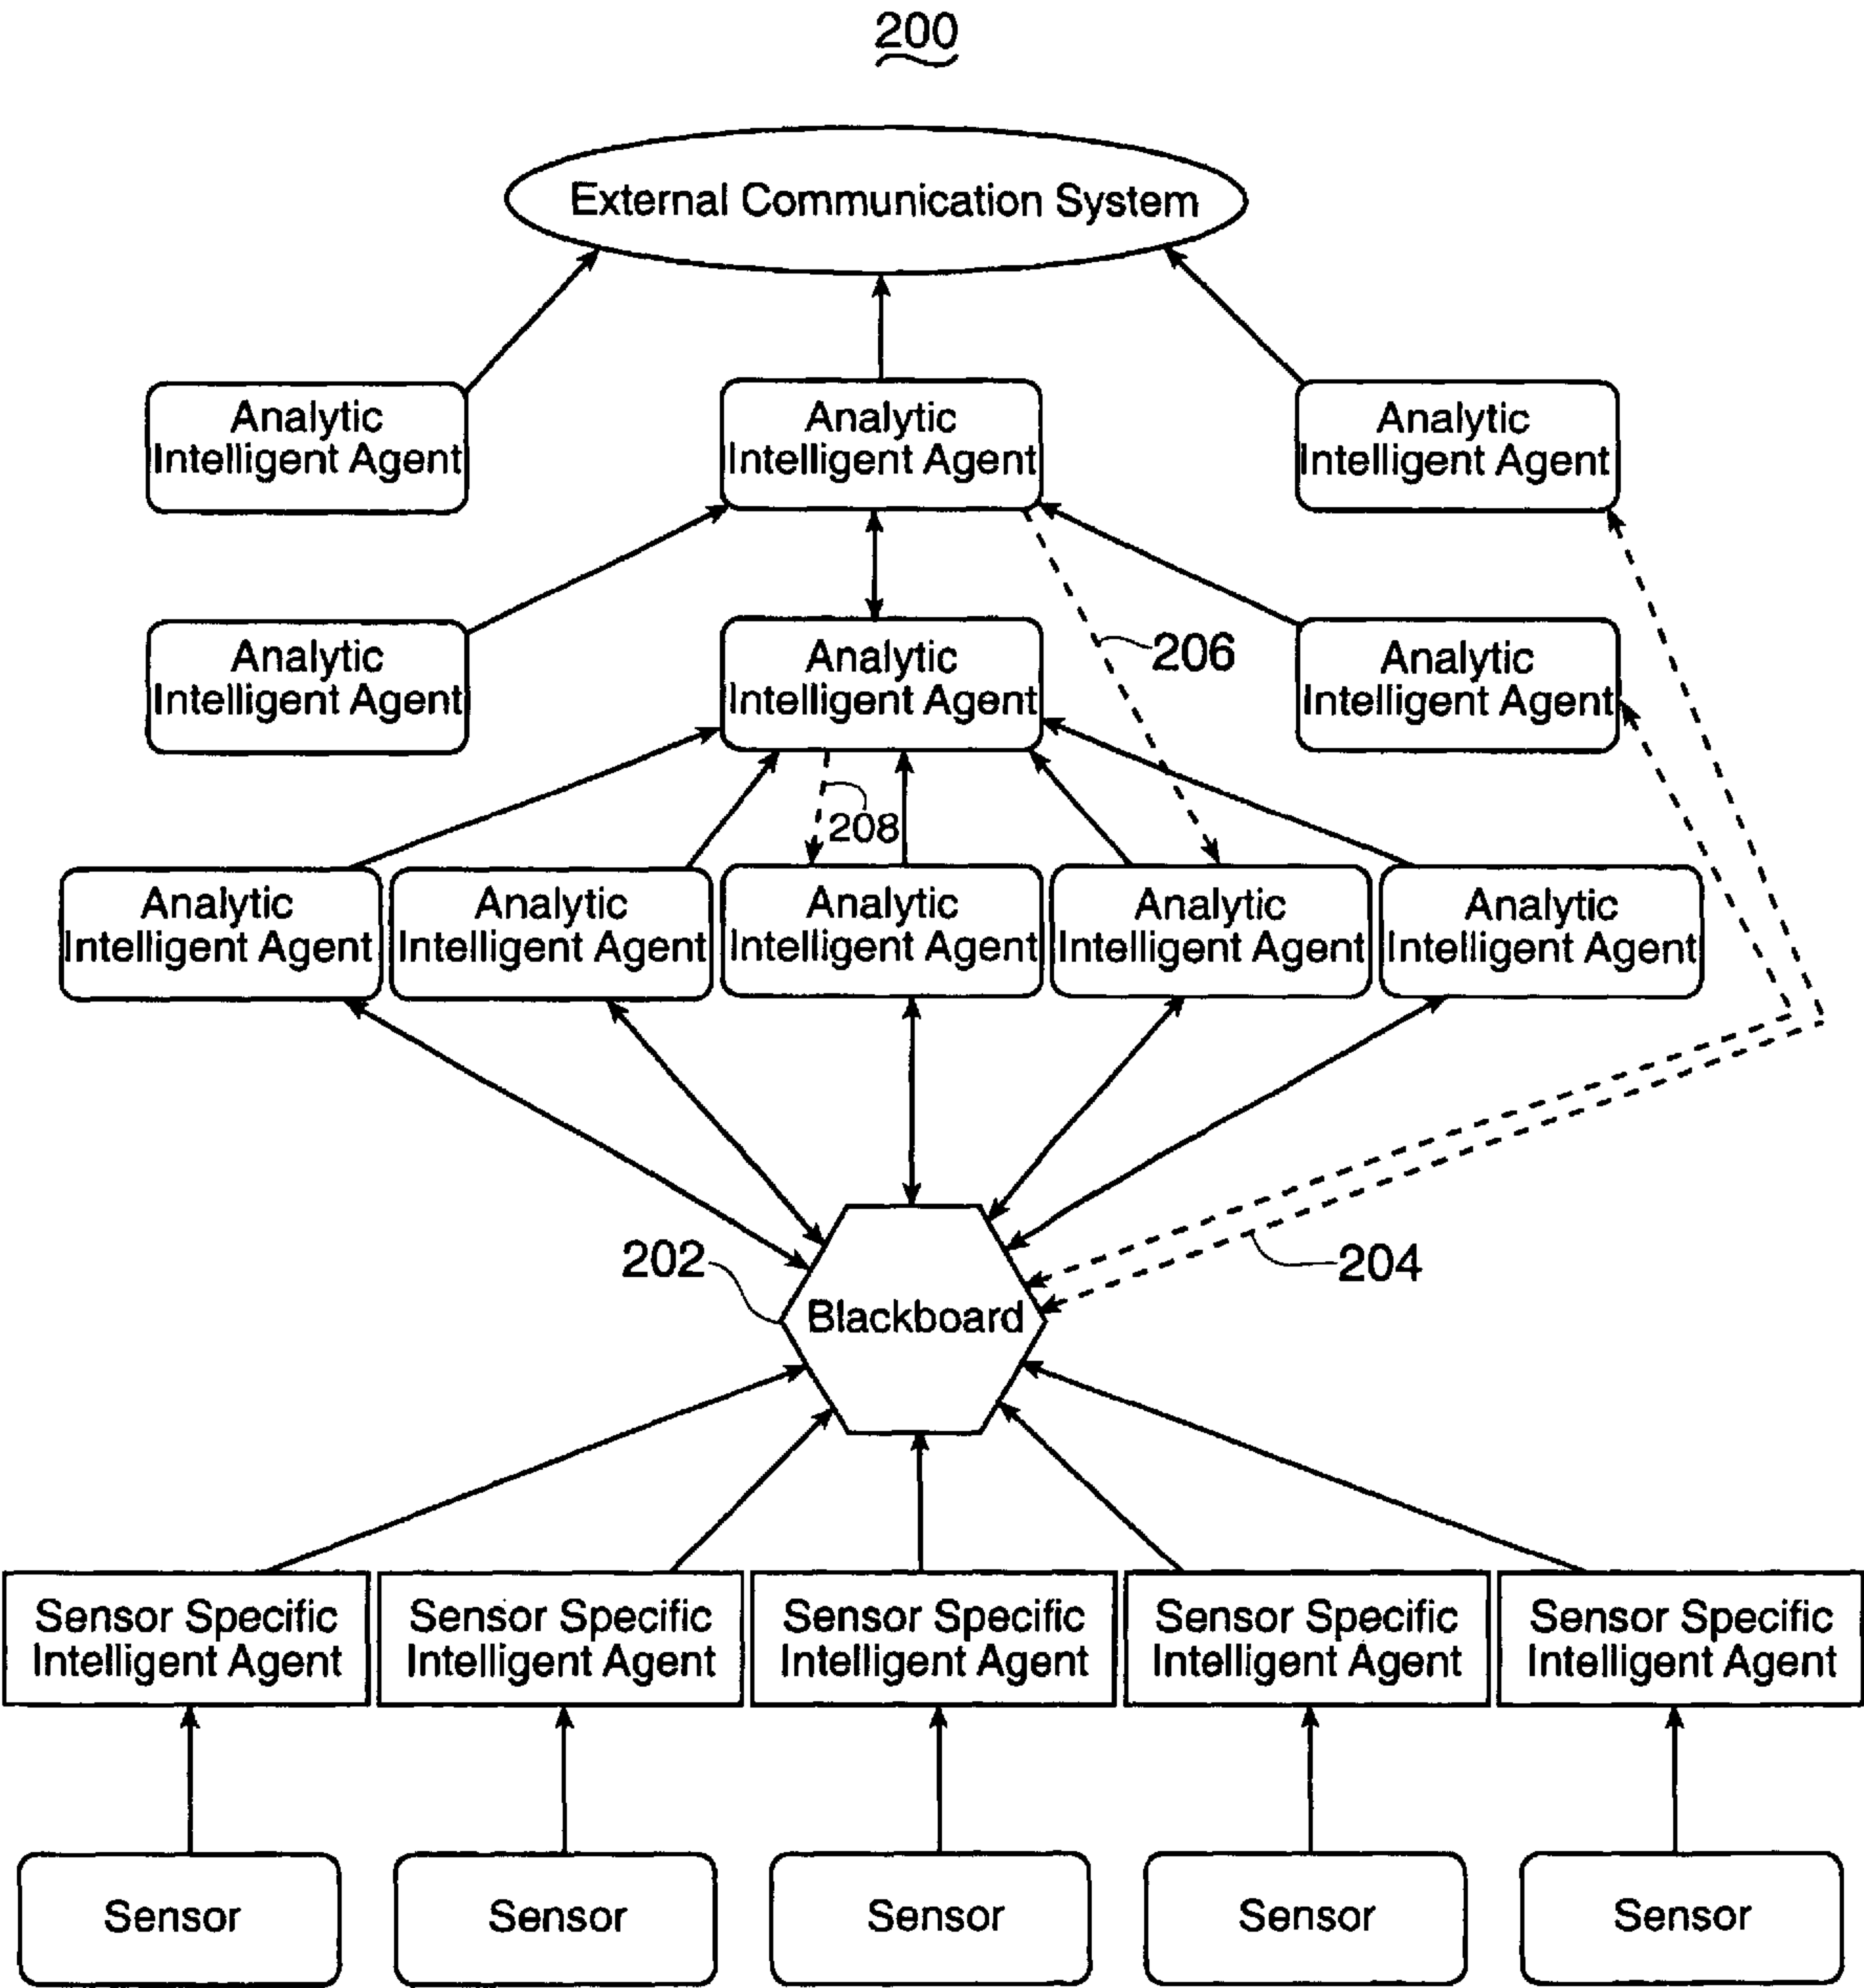 200
External Communication System
Analytic
Intelligent Agent
Analytic
Intelligent Agent
Analytic
Intelligent Agent
Analytic
Intelligent Agent
Analytic
Intelligent Agent
206
Analytic
Intelligent Agent
208
Analytic
Intelligent Agent
Analytic
Intelligent Agent
Analytic
Intelligent Agent
Analytic
Intelligent Agent
Analytic
Intelligent Agent
202
Blackboard
204
Sensor Specific
Intelligent Agent
Sensor Specific
Intelligent Agent
Sensor Specific
Intelligent Agent
Sensor Specific
Intelligent Agent
Sensor Specific
Intelligent Agent
Sensor
Sensor
Sensor
Sensor
Sensor